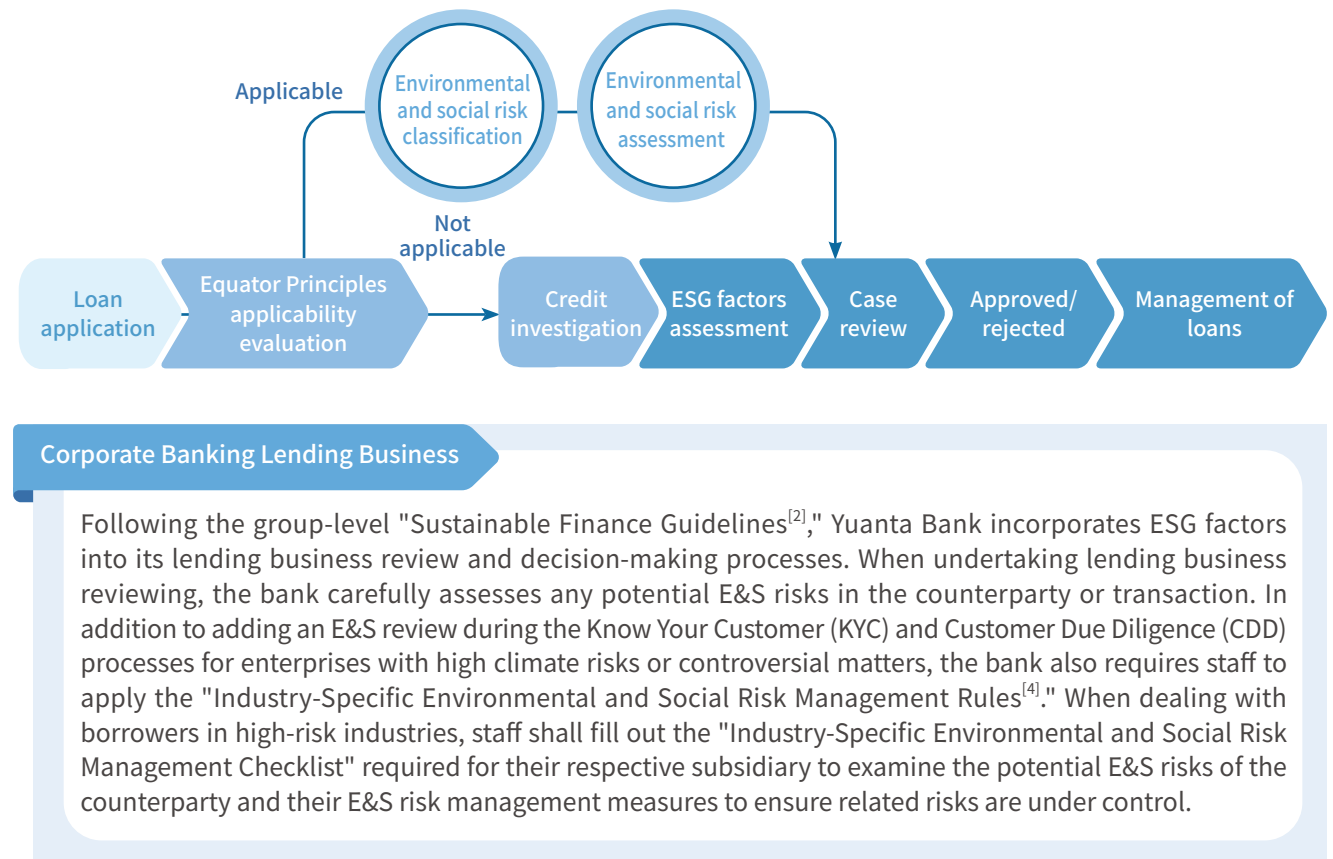 Applicable
Environmental
and social risk
classification
Environmental
and social risk
assessment
Not
applicable
Loan
application
Equator Principles
applicability
evaluation
Credit
investigation
ESG factors
assessment
Case
review
Approved/
rejected
Management of
loans
Corporate Banking Lending Business
Following the group-level "Sustainable Finance Guidelines[2]," Yuanta Bank incorporates ESG factors
into its lending business review and decision-making processes. When undertaking lending business
reviewing, the bank carefully assesses any potential E&S risks in the counterparty or transaction. In
addition to adding an E&S review during the Know Your Customer (KYC) and Customer Due Diligence (CDD)
processes for enterprises with high climate risks or controversial matters, the bank also requires staff to
apply the "Industry-Specific Environmental and Social Risk Management Rules[4]." When dealing with
borrowers in high-risk industries, staff shall fill out the "Industry-Specific Environmental and Social Risk
Management Checklist" required for their respective subsidiary to examine the potential E&S risks of the
counterparty and their E&S risk management measures to ensure related risks are under control.